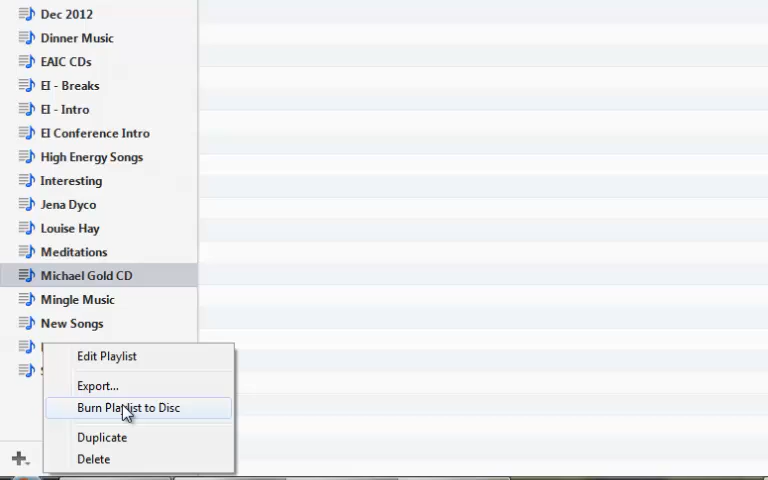 Dec 2012
Dinner Music
EAIC CDs
EI - Breaks
EI - Intro
EI Conference Intro
High Energy Songs
Interesting
Jena Dyco
Louise Hay
Meditations
Michael Gold CD
Mingle Music
New Songs
Edit Playlist
Export...
Burn Playlist to Disc
Duplicate
Delete